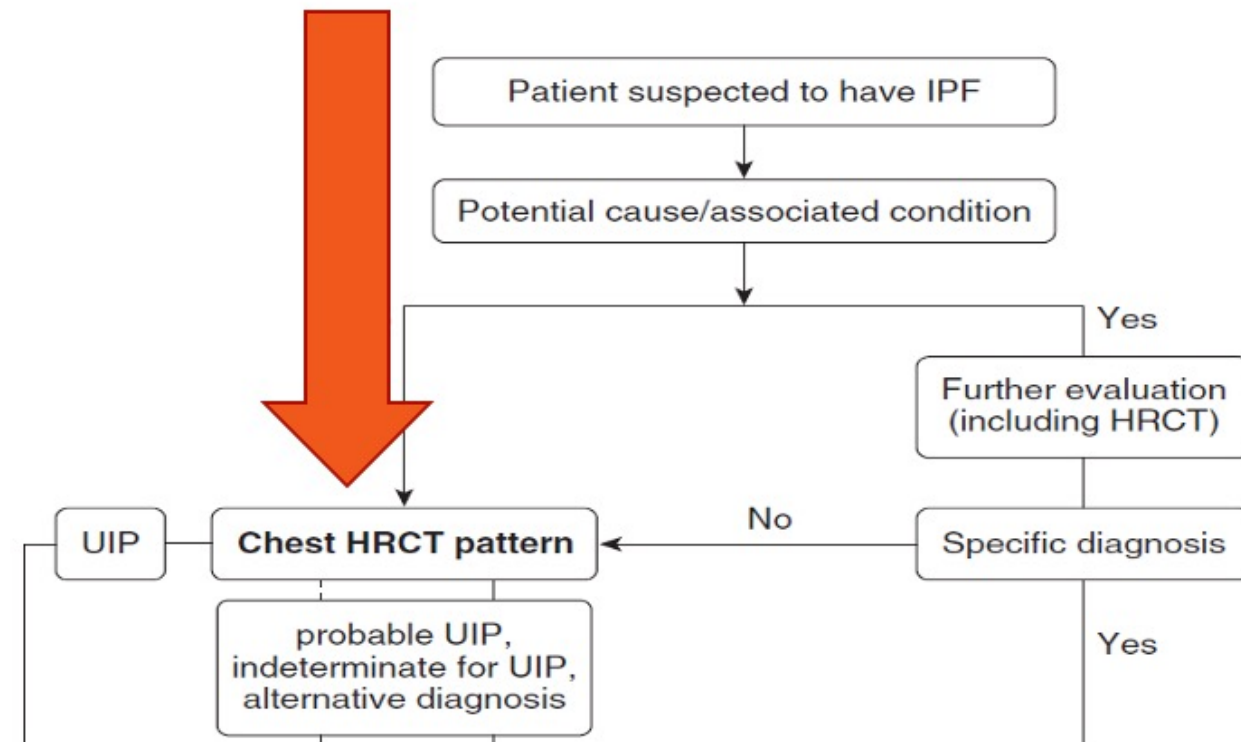 Patient suspected to have IPF
Potential cause/associated condition
Yes
Further evaluation
(including HRCT)
UIP
Chest HRCT pattern
No
Specific diagnosis
probable UIP,
indeterminate for UIP,
alternative diagnosis
Yes